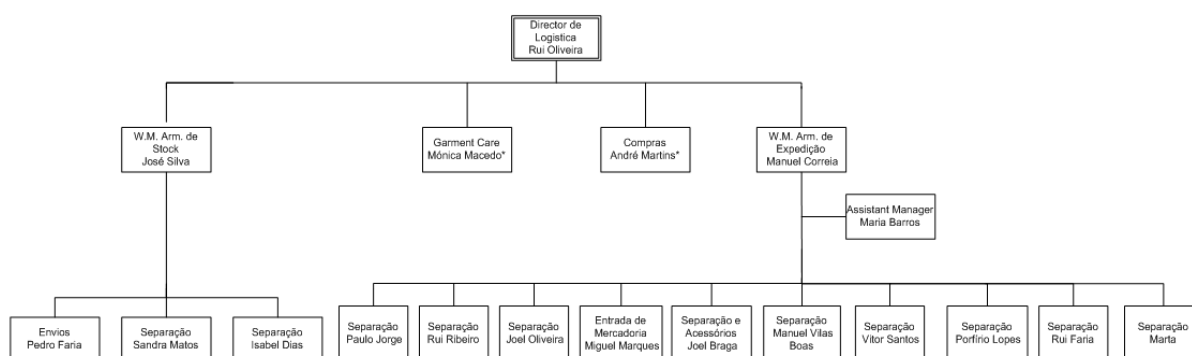 Director de
Logistica
Rui Oliveira
W.M. Arm. de
Stock
José Silva
Garment Care
Mónica Macedo*
Compras
André Martins*
W.M. Arm. de
Expedição
Manuel Correia
Assistant Manager
Maria Barros
Envios
Pedro Faria
Separação
Sandra Matos
Separação
Isabel Dias
Separação
Paulo Jorge
Separação
Rui Ribeiro
Separação
Joel Oliveira
Entrada de
Mercadoria
Miguel Marques
Separação e
Acessórios
Joel Braga
Separação
Manuel Vilas
Boas
Separação
Vitor Santos
Separação
Porfírio Lopes
Separação
Rui Faria
Separação
Marta